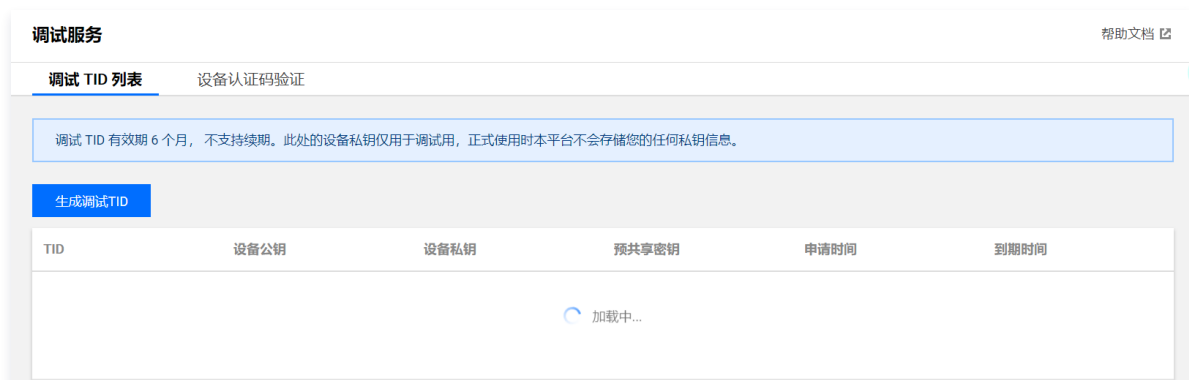 调试服务
帮助文档
调试 TID 列表
设备认证码验证
调试 TID 有效期 6 个月， 不支持续期。此处的设备私钥仅用于调试用，正式使用时本平台不会存储您的任何私钥信息。
生成调试TID
TID 设备公钥 设备私钥 预共享密钥 申请时间 到期时间
加载中...